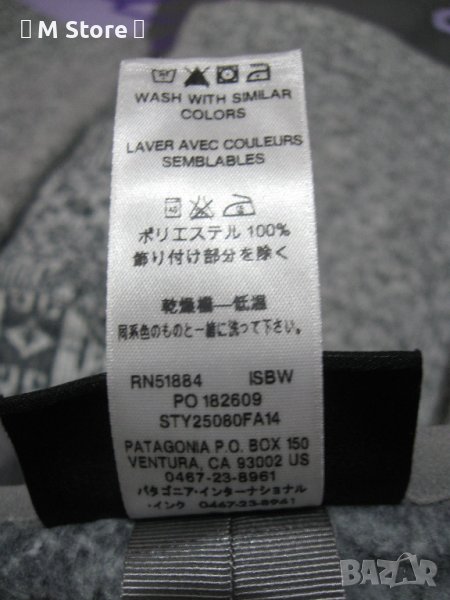 M Store
WASH WITH SIMILAR
COLORS
LAVER AVEC COULEURS
SEMBLABLES
ポリエステル 100%
飾り付け部分を除く
乾燥機—低温
同系色のものと一緒に洗って下さい。
RN51884 ISBW
PO 182609
STY25080FA14
PATAGONIA P.O. BOX 150
VENTURA, CA 93002 US
0467-23-8961
パタゴニア・インターナショナル
・インク 0467-23-8961
BAZAR